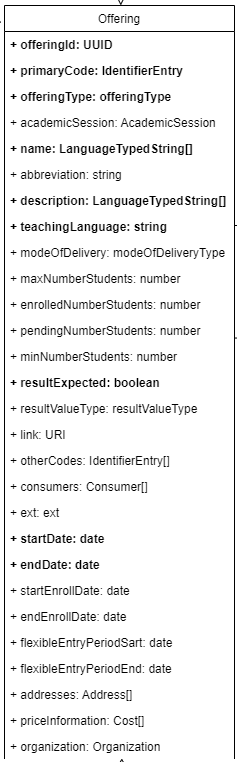 Offering
+ offeringId: UUID
+ primaryCode: IdentifierEntry
+ offeringType: offeringType
+ academicSession: AcademicSession
+ name: LanguageTypedString[]
+ abbreviation: string
+ description: LanguageTypedString[]
+ teachingLanguage: string
+ modeOfDelivery: modeOfDeliveryType
+ maxNumberStudents: number
+ enrolledNumberStudents: number
+ pendingNumberStudents: number
+ minNumberStudents: number
+ resultExpected: boolean
+ resultValueType: resultValueType
+ link: URI
+ otherCodes: IdentifierEntry[]
+ consumers: Consumer[]
+ ext: ext
+ startDate: date
+ endDate: date
+ startEnrollDate: date
+ endEnrollDate: date
+ flexibleEntryPeriodSart: date
+ flexibleEntryPeriodEnd: date
+ addresses: Address[]
+ priceInformation: Cost[]
+ organization: Organization